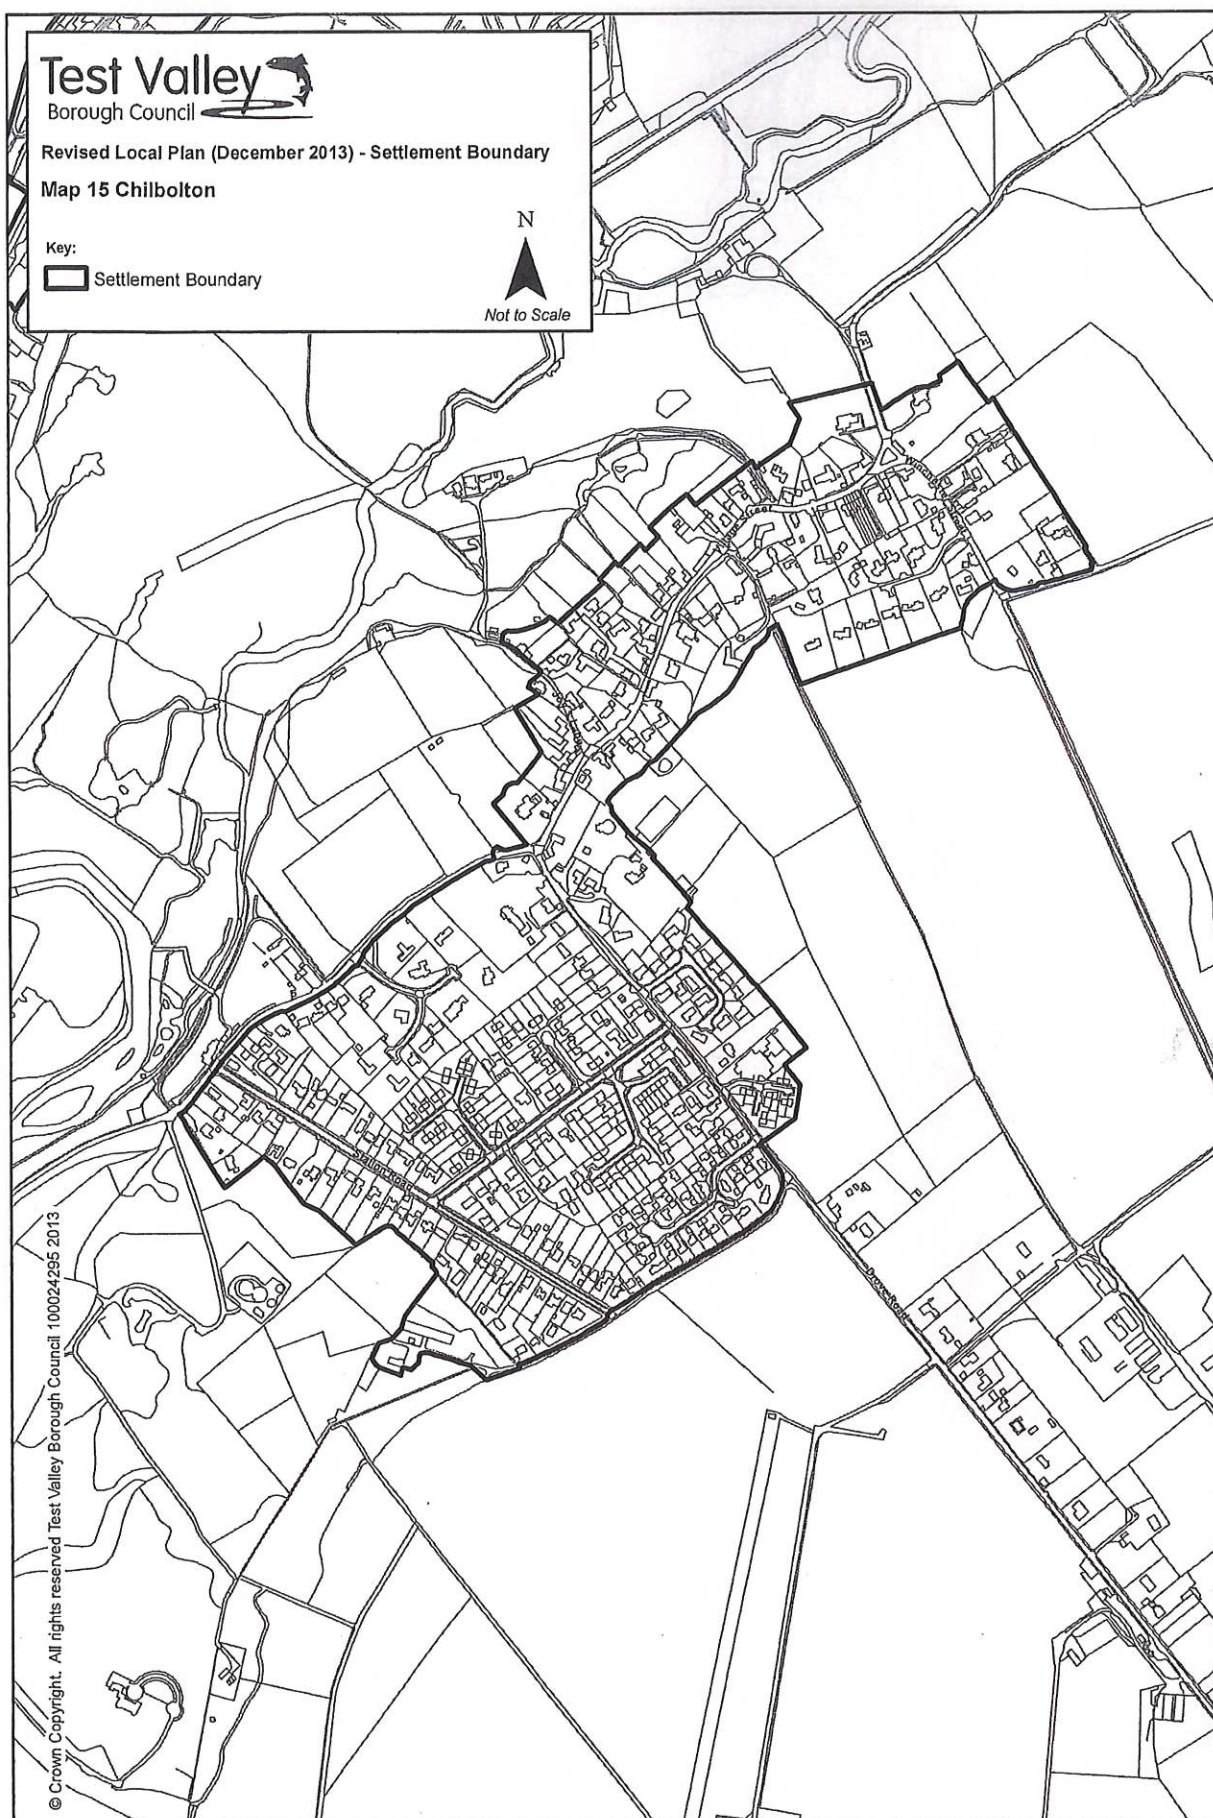 Test Valley
Borough Council
Revised Local Plan (December 2013) - Settlement Boundary
Map 15 Chilbolton
Key:
Settlement Boundary
N
Not to Scale
Drove Road
© Crown Copyright. All rights reserved Test Valley Borough Council 100024295 2013